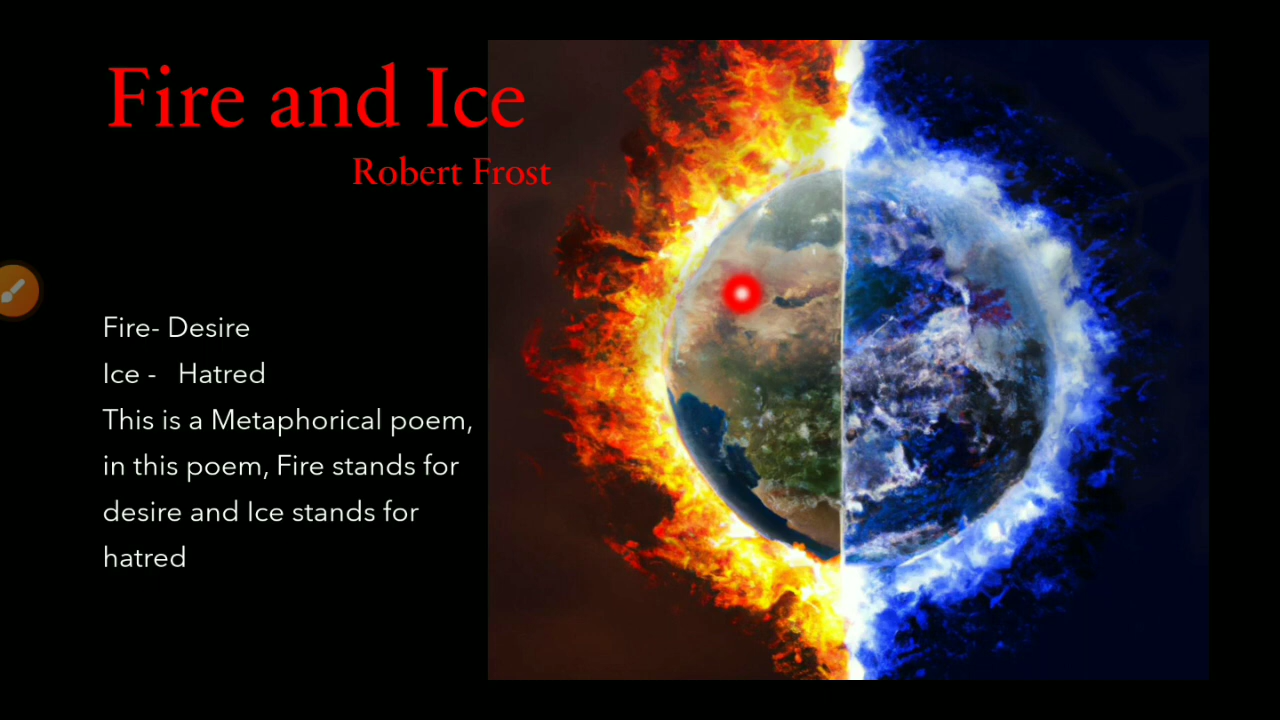 Fire and Ice
Robert Frost
Fire- Desire
Ice - Hatred
This is a Metaphorical poem,
in this poem, Fire stands for
desire and Ice stands for
hatred